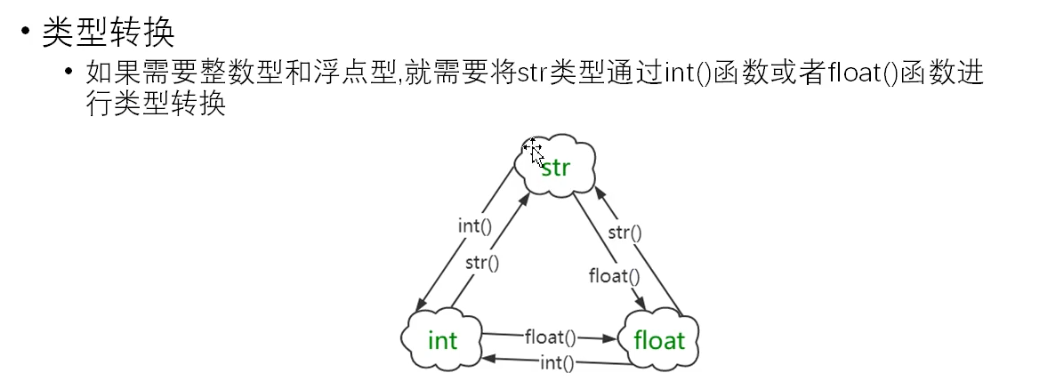 • 类型转换
• 如果需要整数型和浮点型,就需要将str类型通过int()函数或者float()函数进
行类型转换
str
int()
str()
str()
float()
int
float()
float
int()